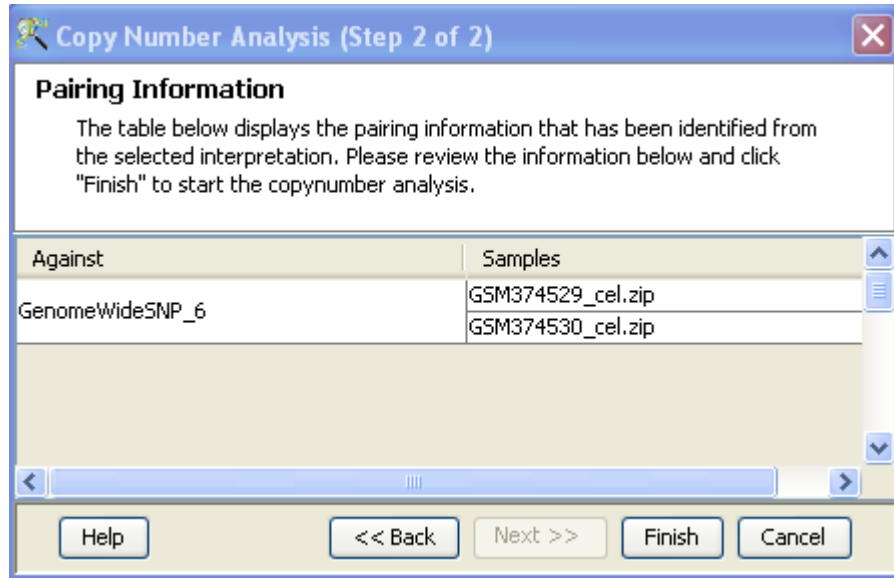 Copy Number Analysis (Step 2 of 2)
Pairing Information
The table below displays the pairing information that has been identified from
the selected interpretation. Please review the information below and click
"Finish" to start the copynumber analysis.
Against Samples
GenomeWideSNP_6
GSM374529_cel.zip
GSM374530_cel.zip
Help << Back Next >> Finish Cancel